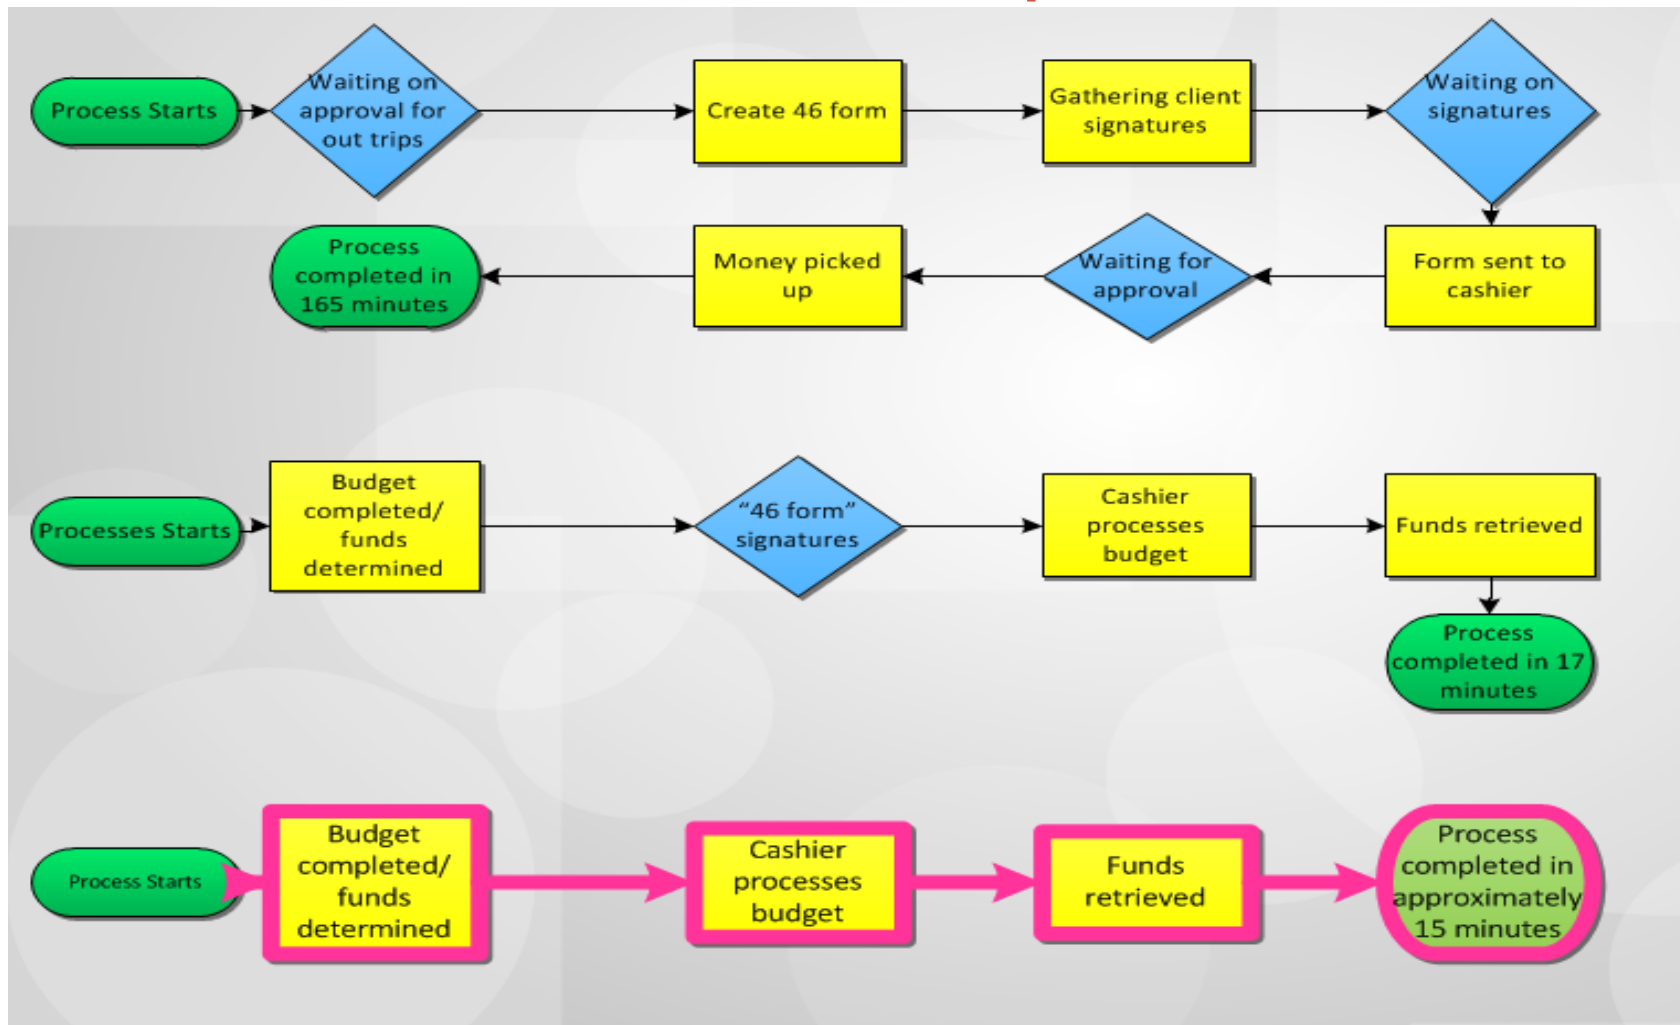 Process Starts
Waiting on
approval for
out trips
Create 46 form
Gathering client
signatures
Waiting on
signatures
Form sent to
cashier
Waiting for
approval
Money picked
up
Process
completed in
165 minutes
Processes Starts
Budget
completed/
funds
determined
“46 form”
signatures
Cashier
processes
budget
Funds retrieved
Process
completed in 17
minutes
Process Starts
Budget
completed/
funds
determined
Cashier
processes
budget
Funds
retrieved
Process
completed in
approximately
15 minutes